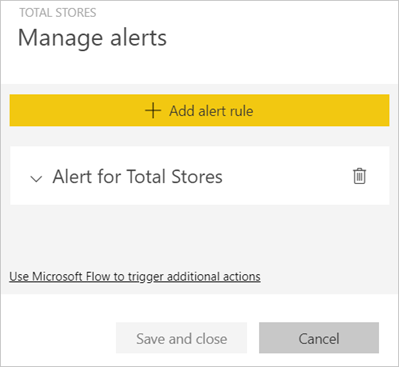 TOTAL STORES
Manage alerts
Add alert rule
Alert for Total Stores
Use Microsoft Flow to trigger additional actions
Save and close
Cancel